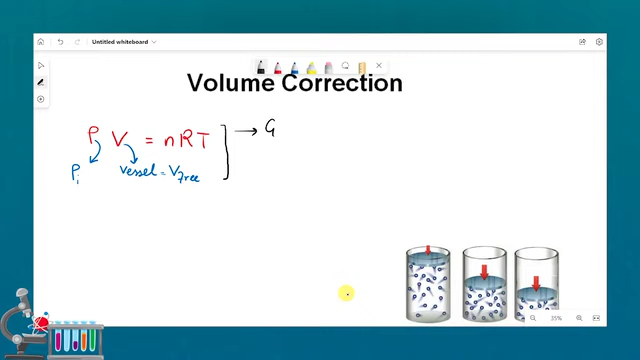 Untitled whiteboard
Volume Correction
P V = nRT → G
Pi vessel = Vfree
35%